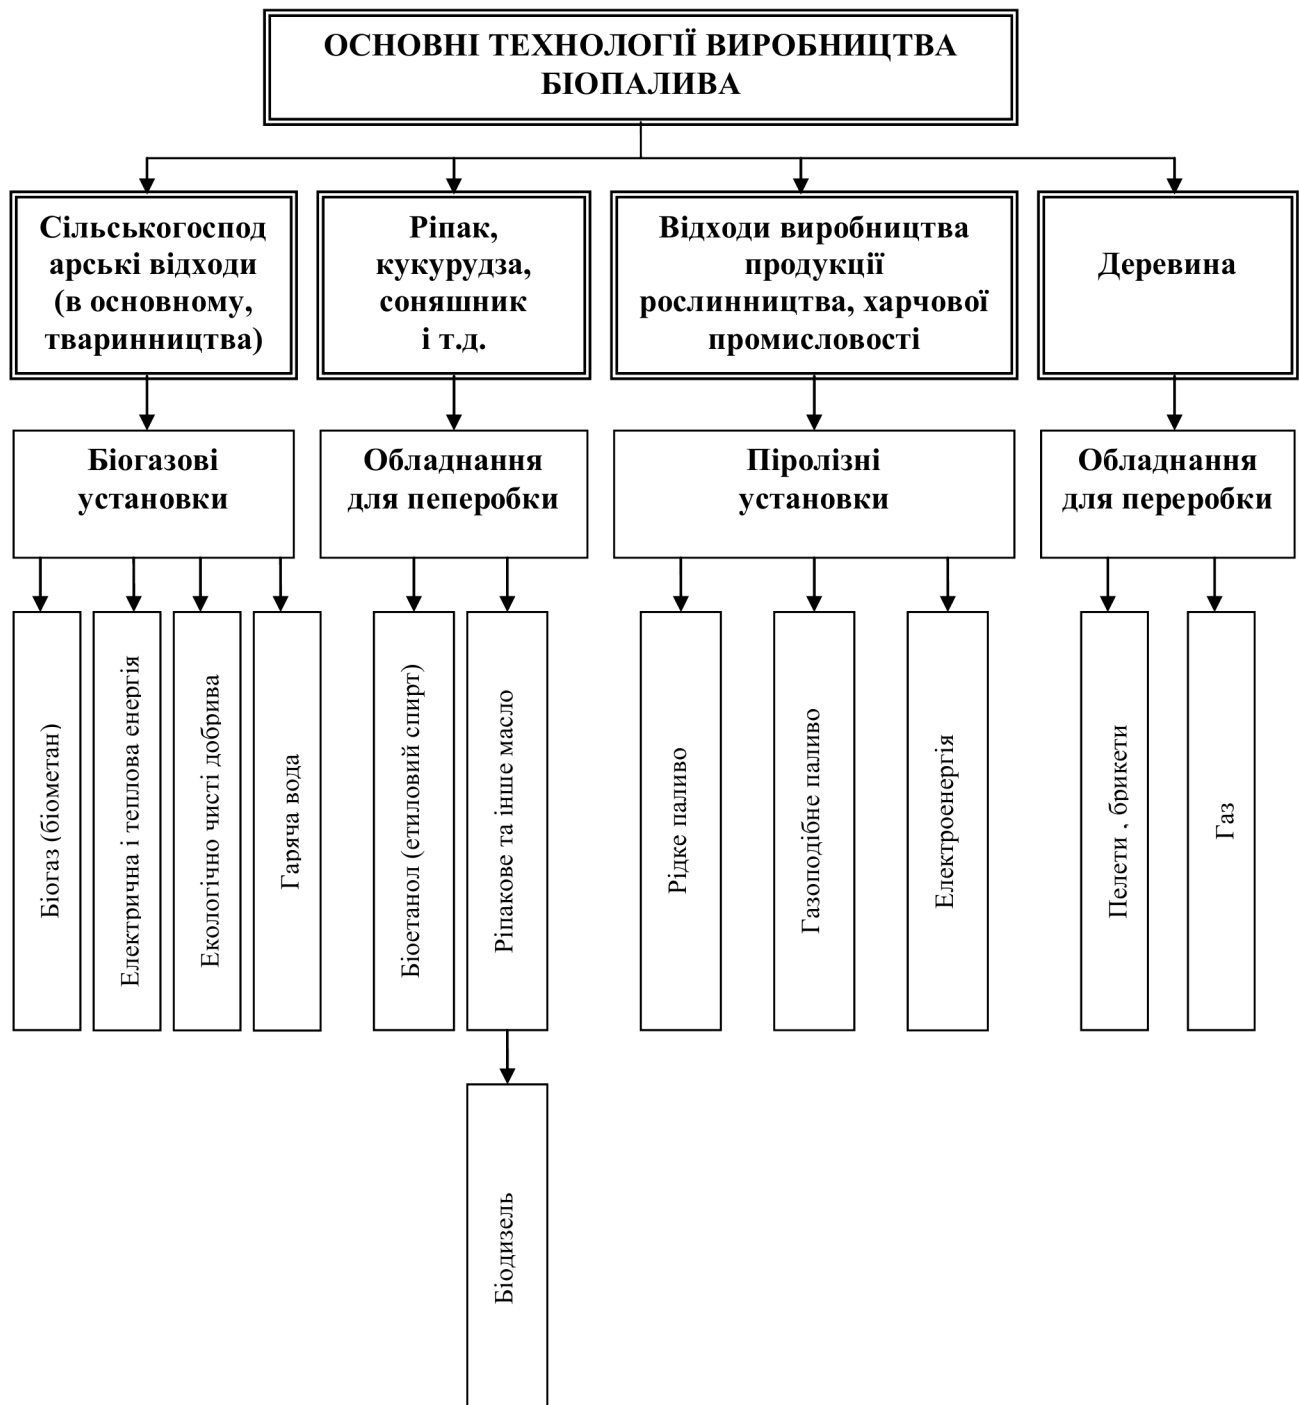 ОСНОВНІ ТЕХНОЛОГІЇ ВИРОБНИЦТВА
БІОПАЛИВА
Сільськогоспод
арські відходи
(в основному,
тваринництва)
Ріпак,
кукурудза,
соняшник
і т.д.
Відходи виробництва
продукції
рослинництва, харчової
промисловості
Деревина
Біогазові
установки
Обладнання
для пеперобки
Піролізні
установки
Обладнання
для переробки
Біогаз (біометан)
Електрична і теплова енергія
Екологічно чисті добрива
Гаряча вода
Біоетанол (етиловий спирт)
Ріпакове та інше масло
Рідке паливо
Газоподібне паливо
Електроенергія
Пелети , брикети
Газ
Біодизель